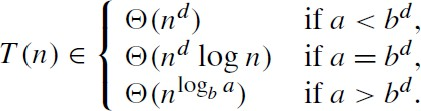 T(n) ∈ { Θ(n^d) if a < b^d,
Θ(n^d log n) if a = b^d,
Θ(n^{log_b a}) if a > b^d.